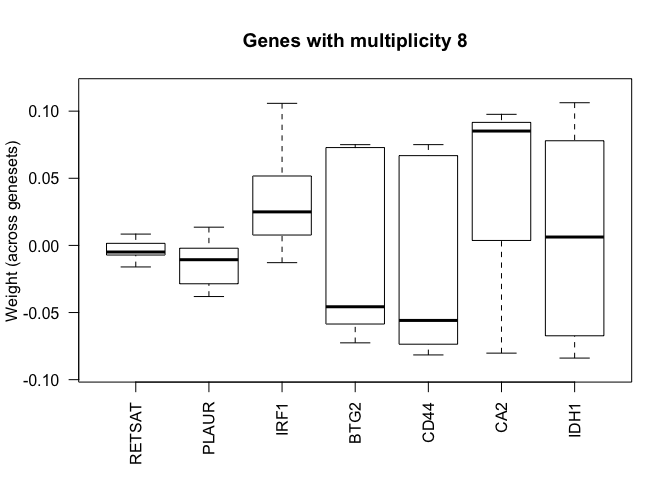 Genes with multiplicity 8
Weight (across genesets)
0.10
0.05
0.00
-0.05
-0.10
RETSAT
PLAUR
IRF1
BTG2
CD44
CA2
IDH1